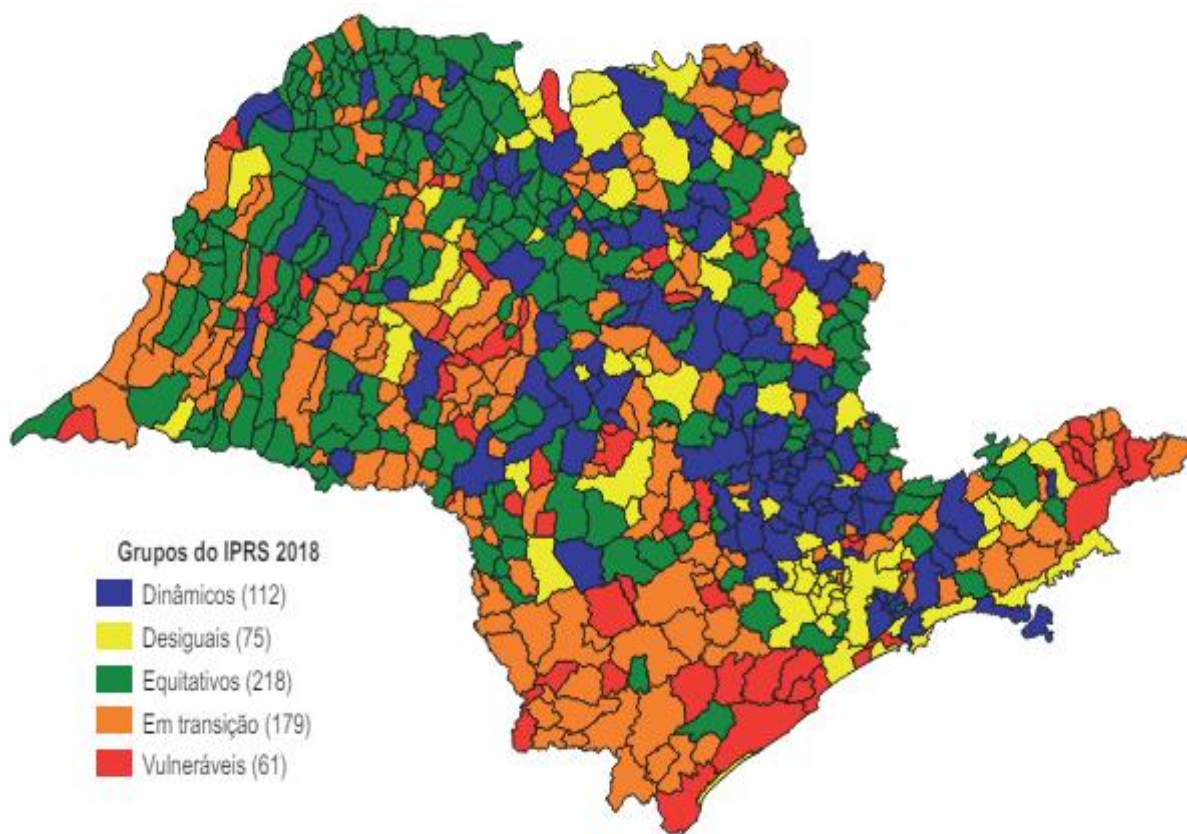 Grupos do IPRS 2018
Dinâmicos (112)
Desiguais (75)
Equitativos (218)
Em transição (179)
Vulneráveis (61)